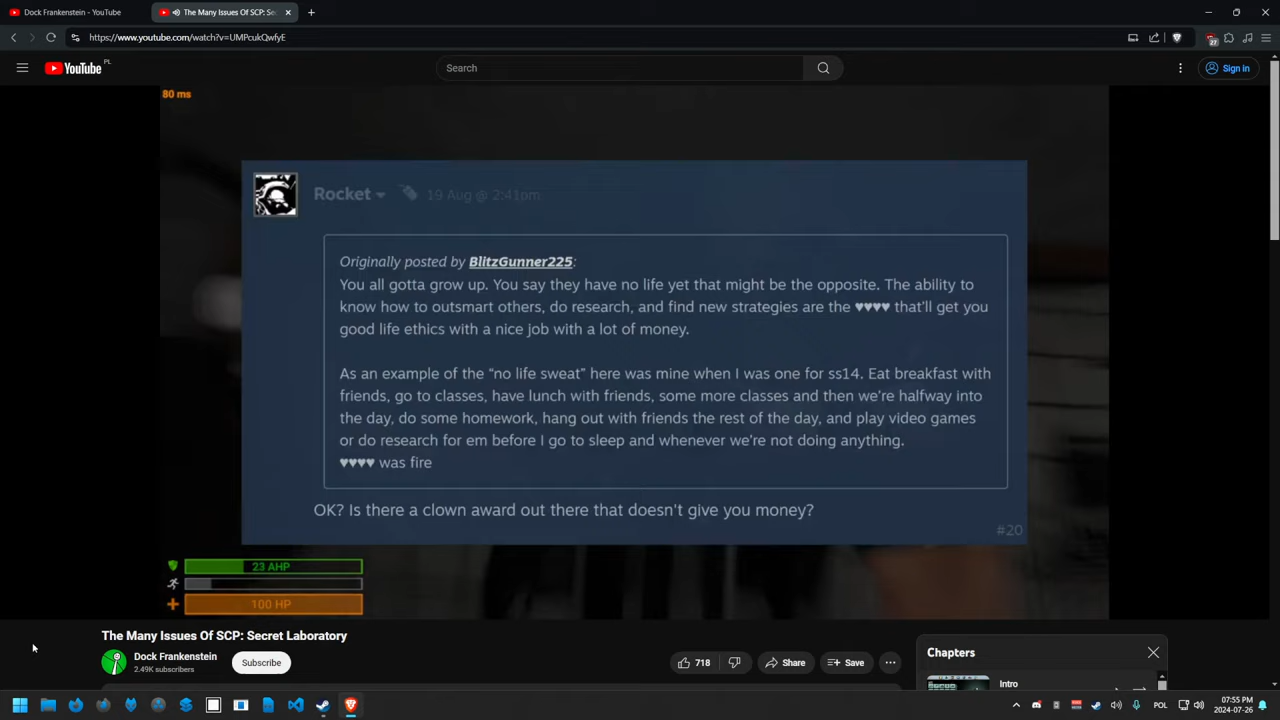 Dock Frankenstein - YouTube
The Many Issues Of SCP: Se
https://www.youtube.com/watch?v=UMPcukQwfyE
27
YouTube PL
Search
Sign in
80 ms
Rocket
19 Aug @ 2:41pm
Originally posted by BlitzGunner225:
You all gotta grow up. You say they have no life yet that might be the opposite. The ability to
know how to outsmart others, do research, and find new strategies are the ♥♥♥♥ that'll get you
good life ethics with a nice job with a lot of money.
As an example of the "no life sweat" here was mine when I was one for ss14. Eat breakfast with
friends, go to classes, have lunch with friends, some more classes and then we're halfway into
the day, do some homework, hang out with friends the rest of the day, and play video games
or do research for em before I go to sleep and whenever we're not doing anything.
♥♥♥♥ was fire
OK? Is there a clown award out there that doesn't give you money?
#20
23 AHP
100 HP
The Many Issues Of SCP: Secret Laboratory
Dock Frankenstein
2.49K subscribers
Subscribe
718
Share
Save
Chapters
Intro
POL
07:55 PM
2024-07-26